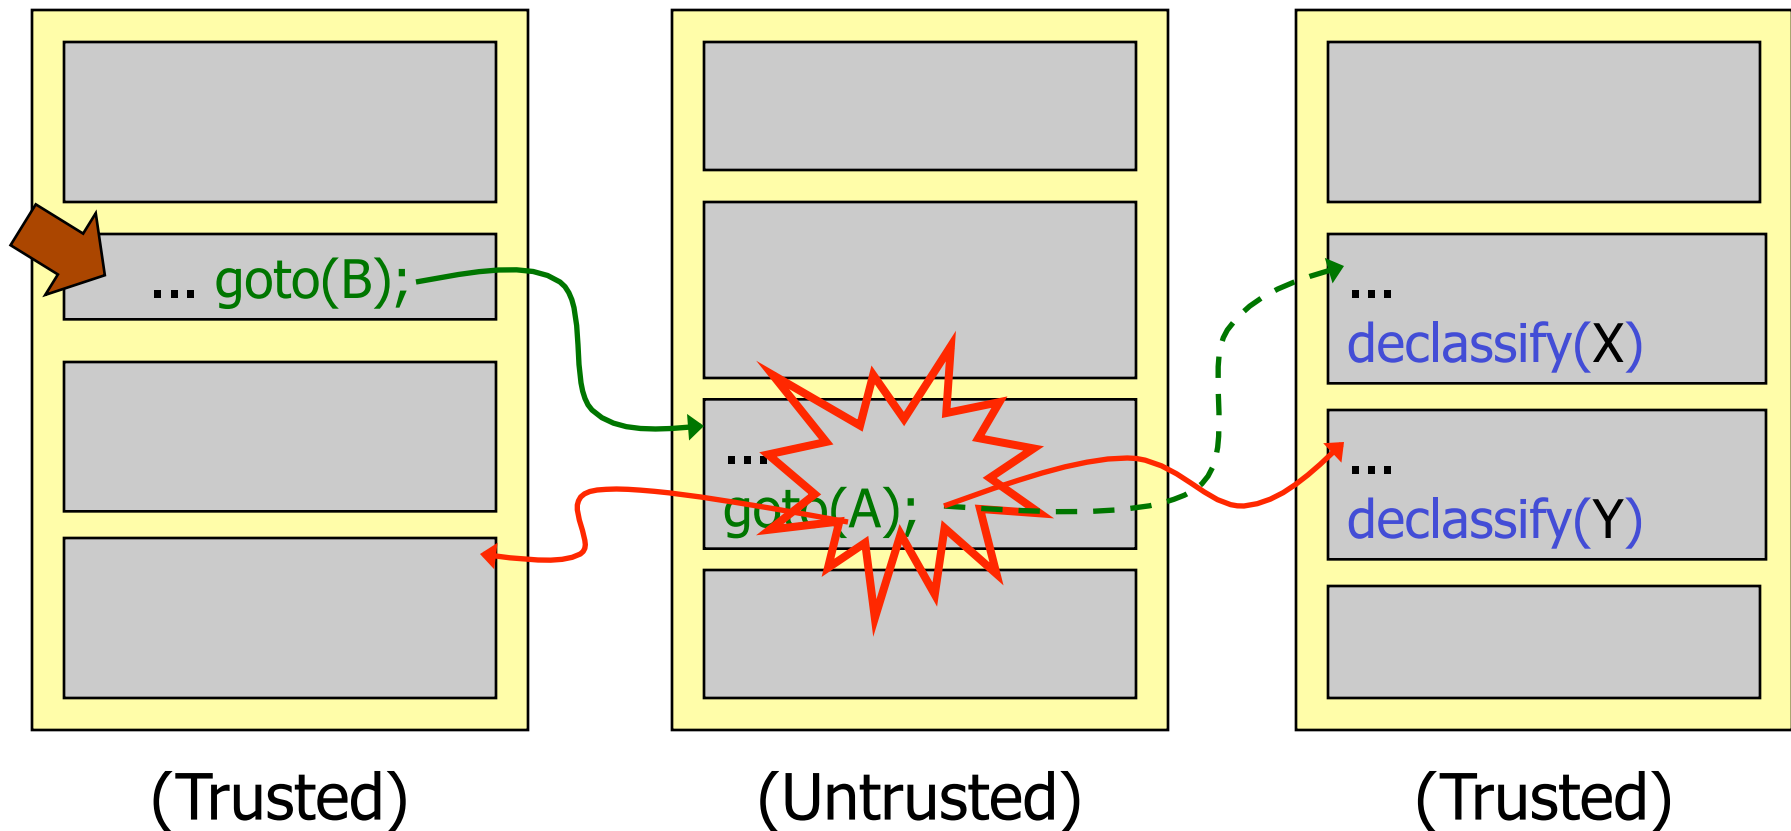 ... goto(B);
...
goto(A);
...
declassify(X)
...
declassify(Y)
(Trusted)
(Untrusted)
(Trusted)